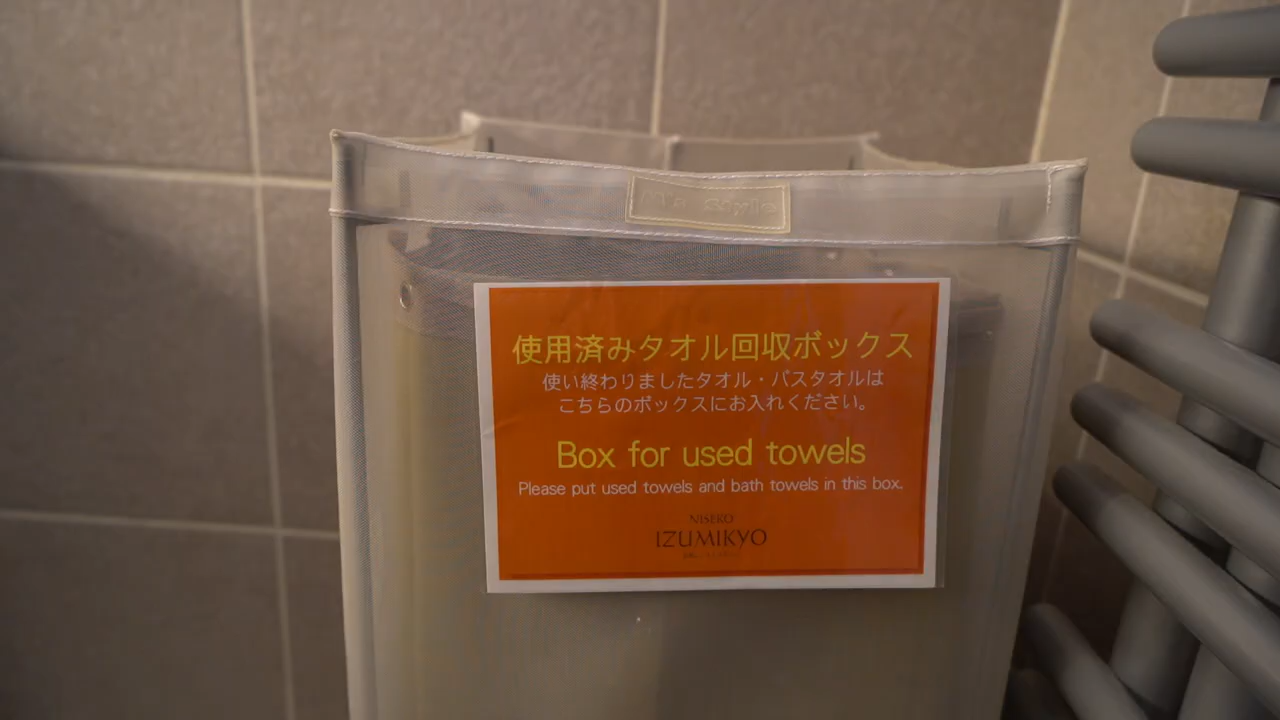 M's Style
使用済みタオル回収ボックス
使い終わりましたタオル・バスタオルは
こちらのボックスにお入れください。
Box for used towels
Please put used towels and bath towels in this box.
NISEKO
IZUMIKYO